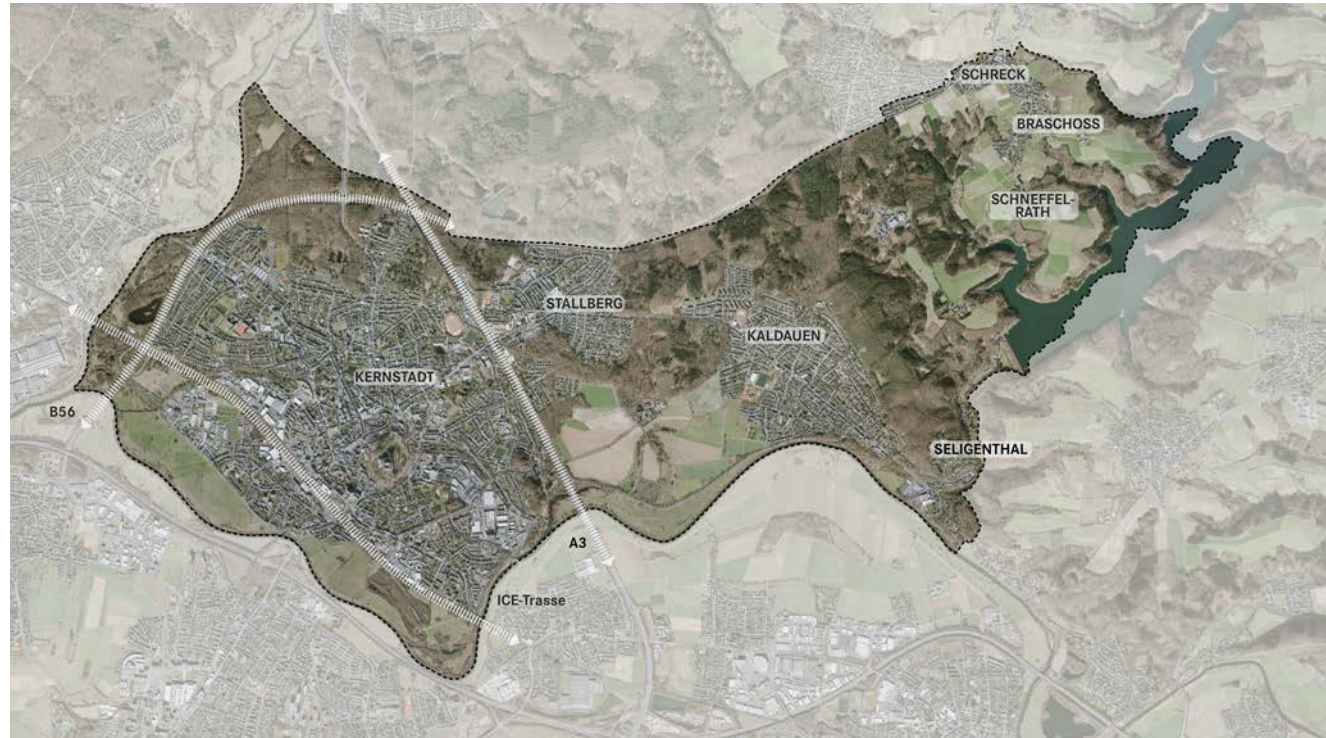 SCHRECK
BRASCHOSS
SCHNEFFEL-
RATH
STALLBERG
KALDAUEN
KERNSTADT
B56
SELIGENTHAL
A3
ICE-Trasse